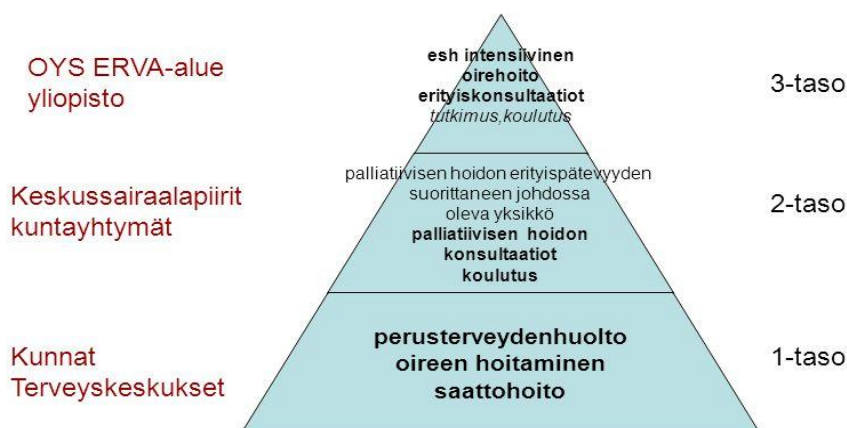 OYS ERVA-alue
yliopisto
esh intensiivinen
oirehoito
erityiskonsultaatiot
tutkimus,koulutus
3-taso
Keskussairaalapiirit
kuntayhtymät
palliatiivisen hoidon erityispätevyyden
suorittaneen johdossa
oleva yksikkö
palliatiivisen hoidon
konsultaatiot
koulutus
2-taso
Kunnat
Terveyskeskukset
perusterveydenhuolto
oireen hoitaminen
saattohoito
1-taso